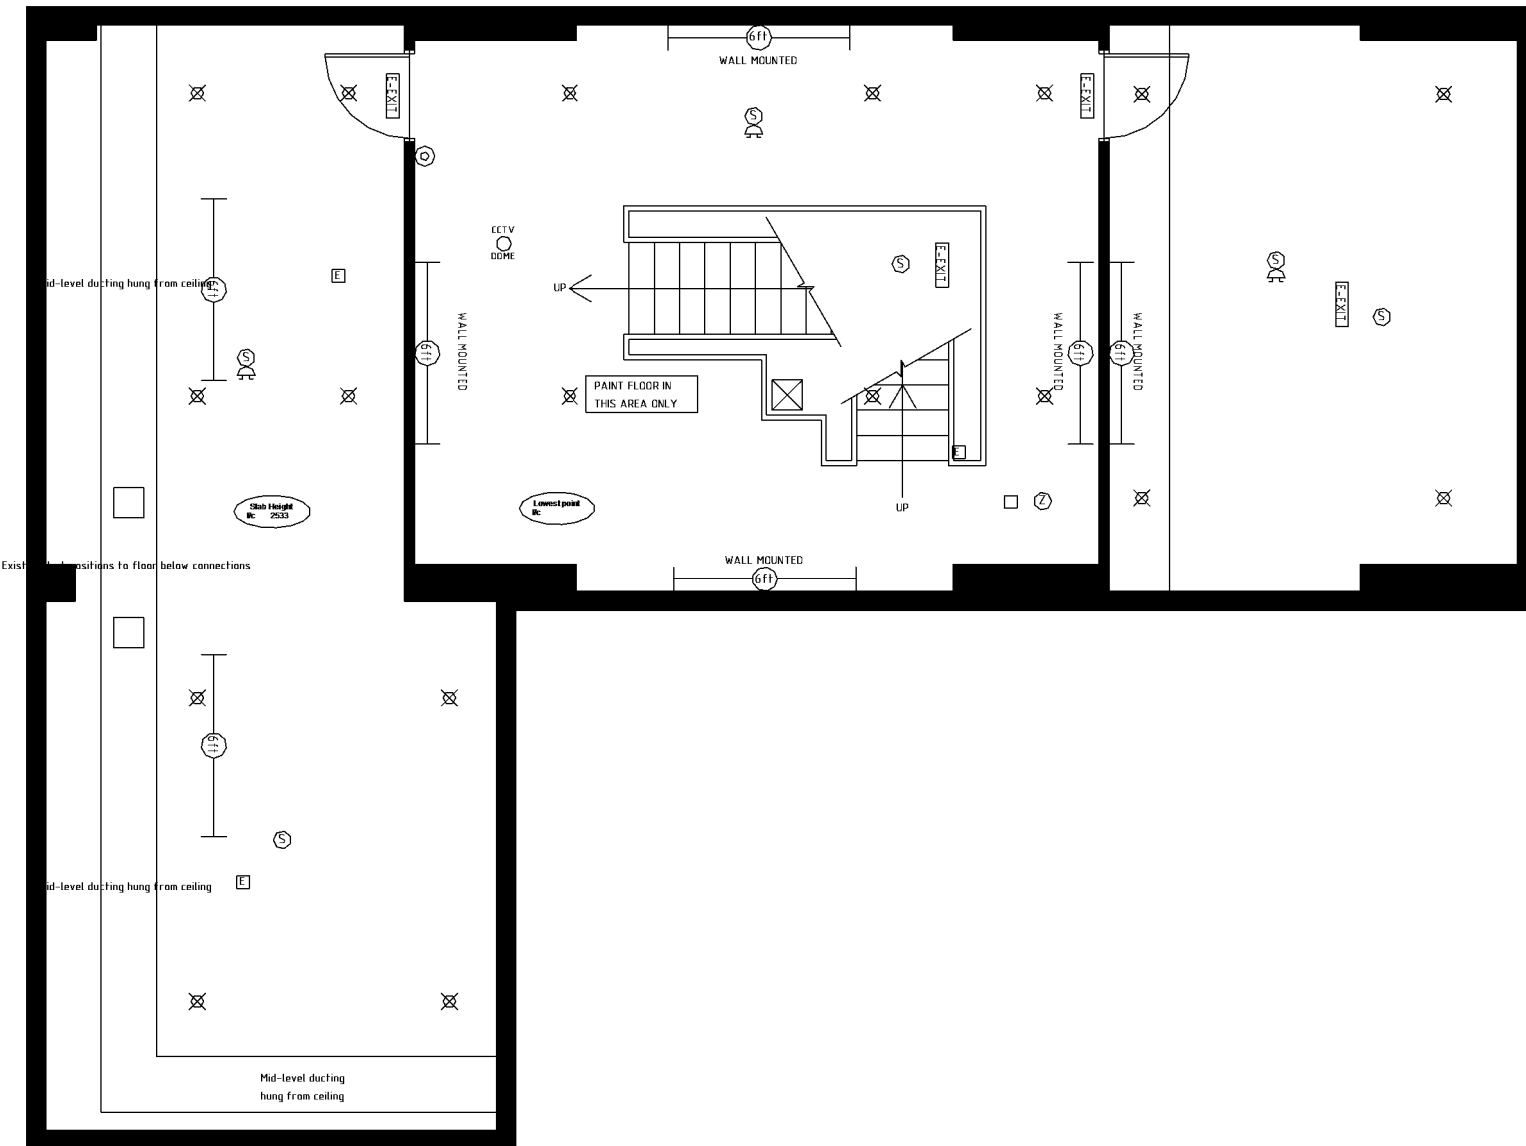 6ft
WALL MOUNTED
E-EXIT
E-EXIT
S
CCTV
DOME
S
E-EXIT
S
E-EXIT
S
E
id-level ducting hung from ceiling
6ft
UP
WALL MOUNTED
6ft
WALL MOUNTED
6ft
6ft
WALL MOUNTED
S
PAINT FLOOR IN
THIS AREA ONLY
E
Slab Height
2533
Lowest point
Z
UP
WALL MOUNTED
6ft
Exist
ositions to floor below connections
6ft
S
E
id-level ducting hung from ceiling
Mid-level ducting
hung from ceiling